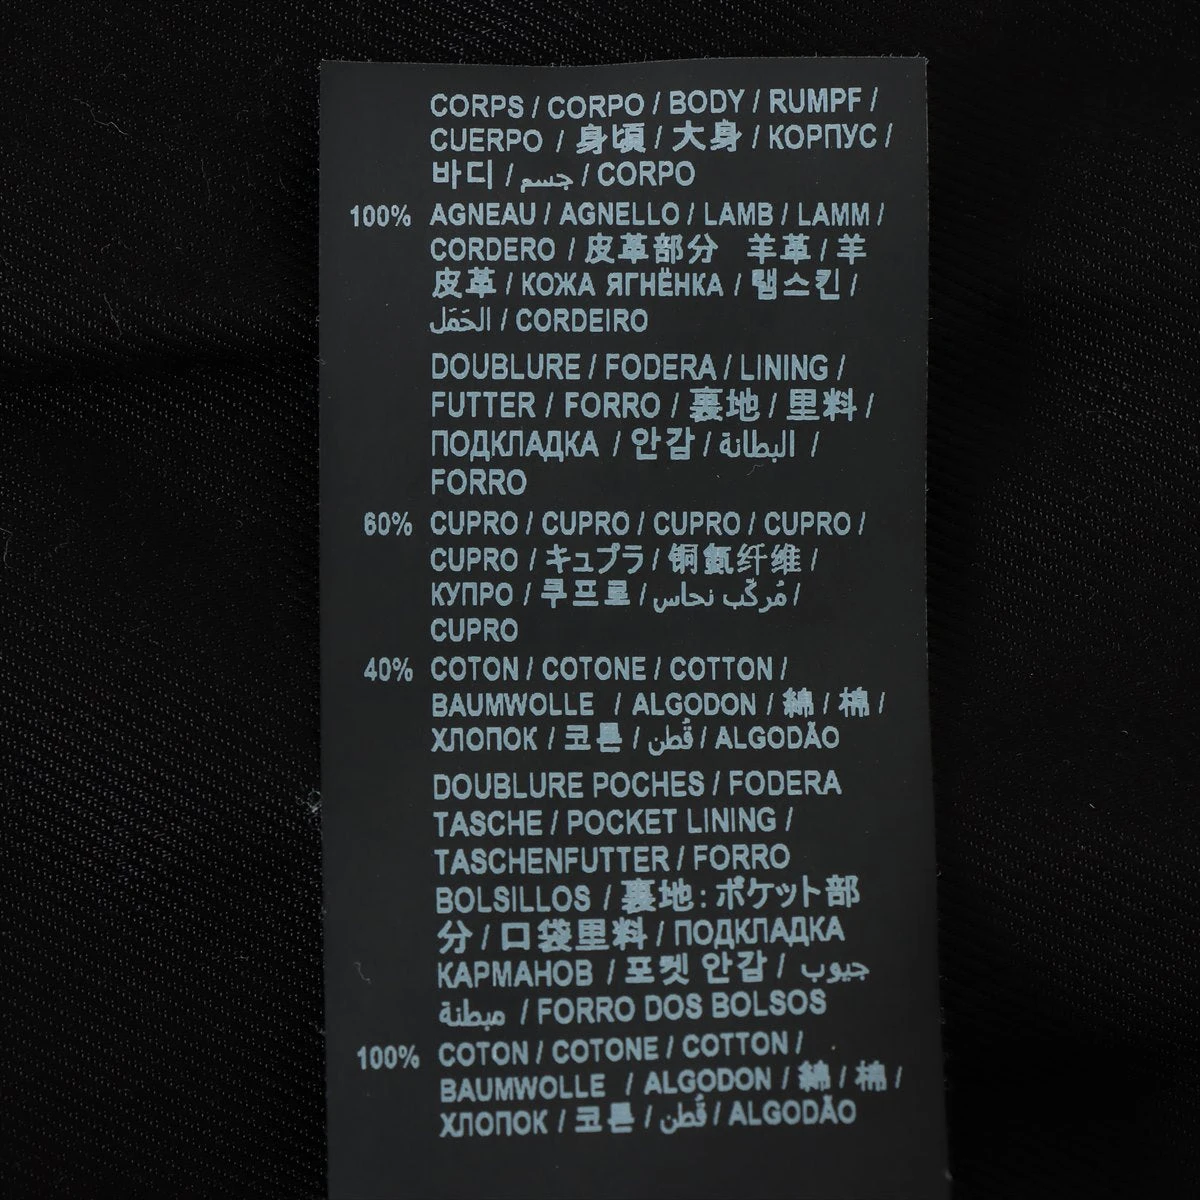 CORPS / CORPO / BODY / RUMPF /
CUERPO / 身頃 / 大身 / КОРПУС /
바디 / جسم / CORPO
100% AGNEAU / AGNELLO / LAMB / LAMM /
CORDERO / 皮革部分 羊革 / 羊
皮革 / КОЖА ЯГНЁНКА / 램스킨 /
الحَمَل / CORDEIRO
DOUBLURE / FODERA / LINING /
FUTTER / FORRO / 裏地 / 里料 /
ПОДКЛАДКА / 안감 / البطانة /
FORRO
60% CUPRO / CUPRO / CUPRO / CUPRO /
CUPRO / キュプラ / 铜氨纤维 /
КУПРО / 쿠프로 / مُركّب نحاس /
CUPRO
40% COTON / COTONE / COTTON /
BAUMWOLLE / ALGODON / 綿 / 棉 /
ХЛОПОК / 코튼 / قُطن / ALGODÃO
DOUBLURE POCHES / FODERA
TASCHE / POCKET LINING /
TASCHENFUTTER / FORRO
BOLSILLOS / 裏地:ポケット部
分 / 口袋里料 / ПОДКЛАДКА
КАРМАНОВ / 포켓 안감 / جيوب
مبطنة / FORRO DOS BOLSOS
100% COTON / COTONE / COTTON /
BAUMWOLLE / ALGODON / 綿 / 棉 /
ХЛОПОК / 코튼 / قُطن / ALGODÃO